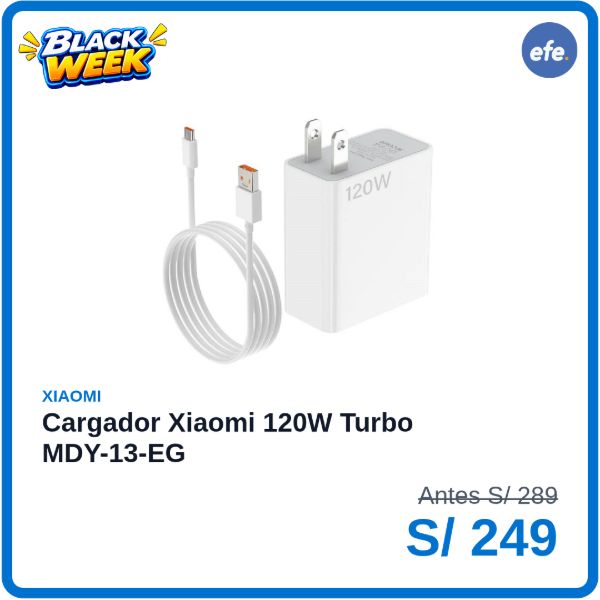 BLACK
WEEK
efe.
120W
XIAOMI
Cargador Xiaomi 120W Turbo
MDY-13-EG
Antes S/ 289
S/ 249